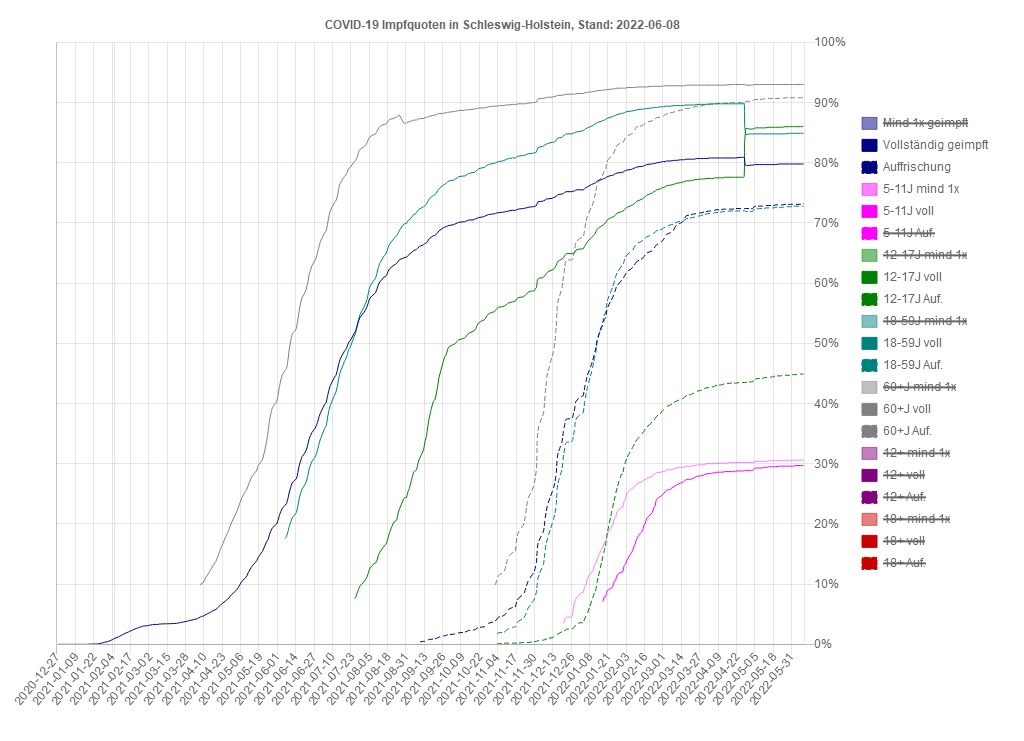 COVID-19 Impfquoten in Schleswig-Holstein, Stand: 2022-06-08
100%
90%
80%
70%
60%
50%
40%
30%
20%
10%
0%
Mind 1x geimpft
Vollständig geimpft
Auffrischung
5-11J mind 1x
5-11J voll
5-11J Auf.
12-17J mind 1x
12-17J voll
12-17J Auf.
18-59J mind 1x
18-59J voll
18-59J Auf.
60+J mind 1x
60+J voll
60+J Auf.
12+ mind 1x
12+ voll
12+ Auf.
18+ mind 1x
18+ voll
18+ Auf.
2020-12-27
2021-01-09
2021-01-22
2021-02-04
2021-02-17
2021-03-02
2021-03-15
2021-03-28
2021-04-10
2021-04-23
2021-05-06
2021-05-19
2021-06-01
2021-06-14
2021-06-27
2021-07-10
2021-07-23
2021-08-05
2021-08-18
2021-08-31
2021-09-13
2021-09-26
2021-10-09
2021-10-22
2021-11-04
2021-11-17
2021-11-30
2021-12-13
2021-12-26
2022-01-08
2022-01-21
2022-02-03
2022-02-16
2022-03-01
2022-03-14
2022-03-27
2022-04-09
2022-04-22
2022-05-05
2022-05-18
2022-05-31